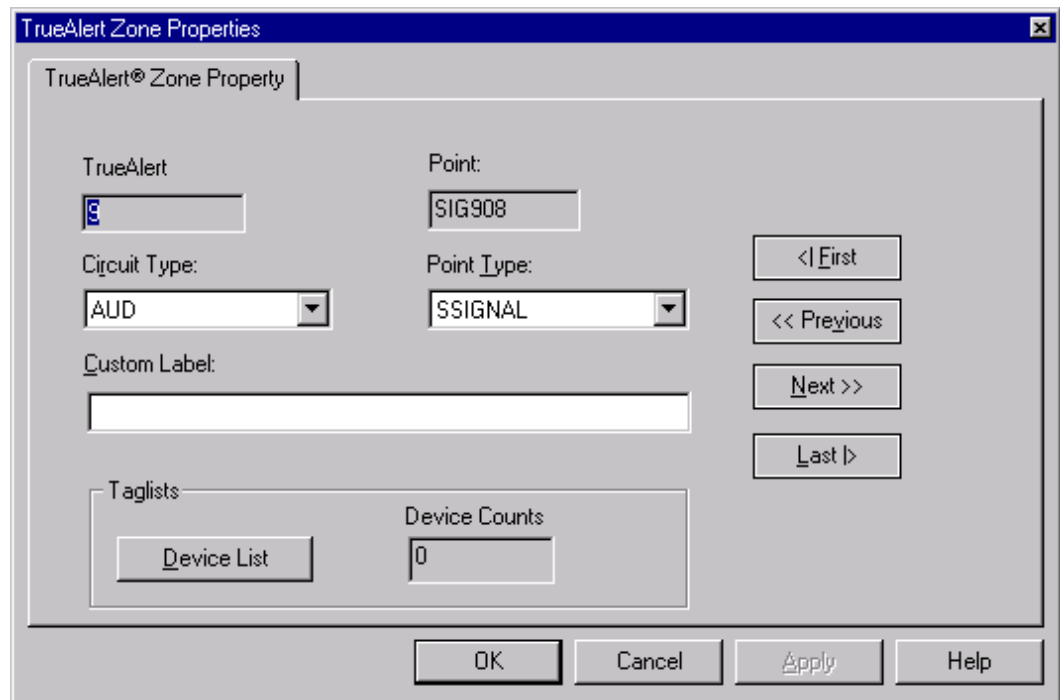 TrueAlert Zone Properties
TrueAlert® Zone Property
TrueAlert
Point:
9
SIG908
Circuit Type:
Point Type:
AUD
SSIGNAL
Custom Label:
<| First
<< Previous
Next >>
Last |>
Taglists
Device Counts
Device List
0
OK
Cancel
Apply
Help